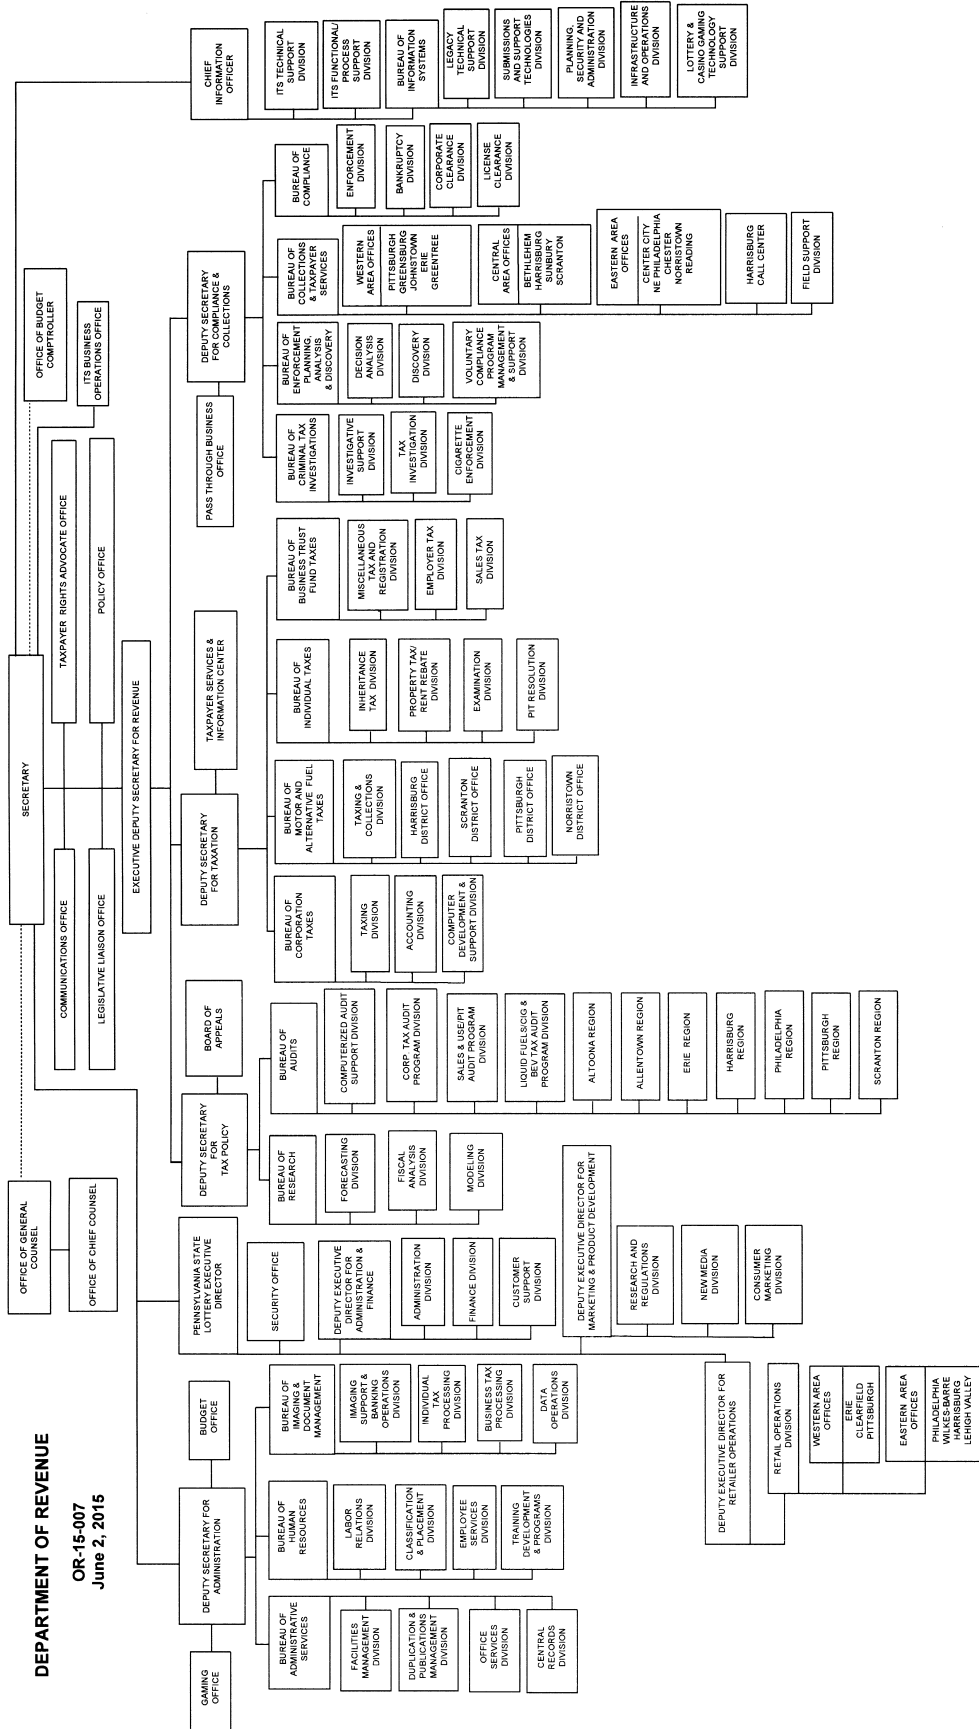 DEPARTMENT OF REVENUE
OR-15-007
June 2, 2015
SECRETARY
OFFICE OF GENERAL
COUNSEL
OFFICE OF CHIEF COUNSEL
OFFICE OF BUDGET
COMPTROLLER
ITS BUSINESS
OPERATIONS OFFICE
COMMUNICATIONS OFFICE
TAXPAYER RIGHTS ADVOCATE OFFICE
LEGISLATIVE LIAISON OFFICE
POLICY OFFICE
EXECUTIVE DEPUTY SECRETARY FOR REVENUE
GAMING
OFFICE
DEPUTY SECRETARY FOR
ADMINISTRATION
BUDGET
OFFICE
BUREAU OF
ADMINISTRATIVE
SERVICES
FACILITIES
MANAGEMENT
DIVISION
DUPLICATION &
PUBLICATIONS
MANAGEMENT
DIVISION
OFFICE
SERVICES
DIVISION
CENTRAL
RECORDS
DIVISION
BUREAU OF
HUMAN
RESOURCES
LABOR
RELATIONS
DIVISION
CLASSIFICATION
& PLACEMENT
DIVISION
EMPLOYEE
SERVICES
DIVISION
TRAINING
DEVELOPMENT
& PROGRAMS
DIVISION
BUREAU OF
IMAGING &
DOCUMENT
MANAGEMENT
IMAGING
SUPPORT &
BANKING
OPERATIONS
DIVISION
INDIVIDUAL
TAX
PROCESSING
DIVISION
BUSINESS TAX
PROCESSING
DIVISION
DATA
OPERATIONS
DIVISION
PENNSYLVANIA STATE
LOTTERY EXECUTIVE
DIRECTOR
SECURITY OFFICE
DEPUTY EXECUTIVE
DIRECTOR FOR
ADMINISTRATION &
FINANCE
ADMINISTRATION
DIVISION
FINANCE DIVISION
CUSTOMER
SUPPORT
DIVISION
DEPUTY EXECUTIVE DIRECTOR FOR
MARKETING & PRODUCT DEVELOPMENT
RESEARCH AND
REGULATIONS
DIVISION
NEW MEDIA
DIVISION
CONSUMER
MARKETING
DIVISION
DEPUTY EXECUTIVE DIRECTOR FOR
RETAILER OPERATIONS
RETAIL OPERATIONS
DIVISION
WESTERN AREA
OFFICES
ERIE
CLEARFIELD
PITTSBURGH
EASTERN AREA
OFFICES
PHILADELPHIA
WILKES-BARRE
HARRISBURG
LEHIGH VALLEY
DEPUTY SECRETARY
FOR
TAX POLICY
BOARD OF
APPEALS
BUREAU OF
RESEARCH
FORECASTING
DIVISION
FISCAL
ANALYSIS
DIVISION
MODELING
DIVISION
BUREAU OF
AUDITS
COMPUTERIZED AUDIT
SUPPORT DIVISION
CORP. TAX AUDIT
PROGRAM DIVISION
SALES & USE/PIT
AUDIT PROGRAM
DIVISION
LIQUID FUELS/CIG &
BEV TAX AUDIT
PROGRAM DIVISION
ALTOONA REGION
ALLENTOWN REGION
ERIE REGION
HARRISBURG
REGION
PHILADELPHIA
REGION
PITTSBURGH
REGION
SCRANTON REGION
DEPUTY SECRETARY
FOR TAXATION
TAXPAYER SERVICES &
INFORMATION CENTER
BUREAU OF
CORPORATION
TAXES
TAXING
DIVISION
ACCOUNTING
DIVISION
COMPUTER
DEVELOPMENT &
SUPPORT DIVISION
BUREAU OF
MOTOR AND
ALTERNATIVE FUEL
TAXES
TAXING &
COLLECTIONS
DIVISION
HARRISBURG
DISTRICT OFFICE
SCRANTON
DISTRICT OFFICE
PITTSBURGH
DISTRICT OFFICE
NORRISTOWN
DISTRICT OFFICE
BUREAU OF
INDIVIDUAL TAXES
INHERITANCE
TAX DIVISION
PROPERTY TAX/
RENT REBATE
DIVISION
EXAMINATION
DIVISION
PIT RESOLUTION
DIVISION
BUREAU OF
BUSINESS TRUST
FUND TAXES
MISCELLANEOUS
TAX AND
REGISTRATION
DIVISION
EMPLOYER TAX
DIVISION
SALES TAX
DIVISION
PASS THROUGH BUSINESS
OFFICE
DEPUTY SECRETARY
FOR COMPLIANCE &
COLLECTIONS
BUREAU OF
CRIMINAL TAX
INVESTIGATIONS
INVESTIGATIVE
SUPPORT
DIVISION
TAX
INVESTIGATION
DIVISION
CIGARETTE
ENFORCEMENT
DIVISION
BUREAU OF
ENFORCEMENT
PLANNING,
ANALYSIS
& DISCOVERY
DECISION
ANALYSIS
DIVISION
DISCOVERY
DIVISION
VOLUNTARY
COMPLIANCE
PROGRAM
MANAGEMENT
& SUPPORT
DIVISION
BUREAU OF
COLLECTIONS
& TAXPAYER
SERVICES
WESTERN
AREA OFFICES
PITTSBURGH
GREENSBURG
JOHNSTOWN
ERIE
GREENTREE
CENTRAL
AREA OFFICES
BETHLEHEM
HARRISBURG
SUNBURY
SCRANTON
EASTERN AREA
OFFICES
CENTER CITY
NE PHILADELPHIA
CHESTER
NORRISTOWN
READING
HARRISBURG
CALL CENTER
FIELD SUPPORT
DIVISION
BUREAU OF
COMPLIANCE
ENFORCEMENT
DIVISION
BANKRUPTCY
DIVISION
CORPORATE
CLEARANCE
DIVISION
LICENSE
CLEARANCE
DIVISION
CHIEF
INFORMATION
OFFICER
ITS TECHNICAL
SUPPORT
DIVISION
ITS FUNCTIONAL/
PROCESS
SUPPORT
DIVISION
BUREAU OF
INFORMATION
SYSTEMS
LEGACY
TECHNICAL
SUPPORT
DIVISION
SUBMISSIONS
AND SUPPORT
TECHNOLOGIES
DIVISION
PLANNING,
SECURITY AND
ADMINISTRATION
DIVISION
INFRASTRUCTURE
AND OPERATIONS
DIVISION
LOTTERY &
CASINO GAMING
TECHNOLOGY
SUPPORT
DIVISION